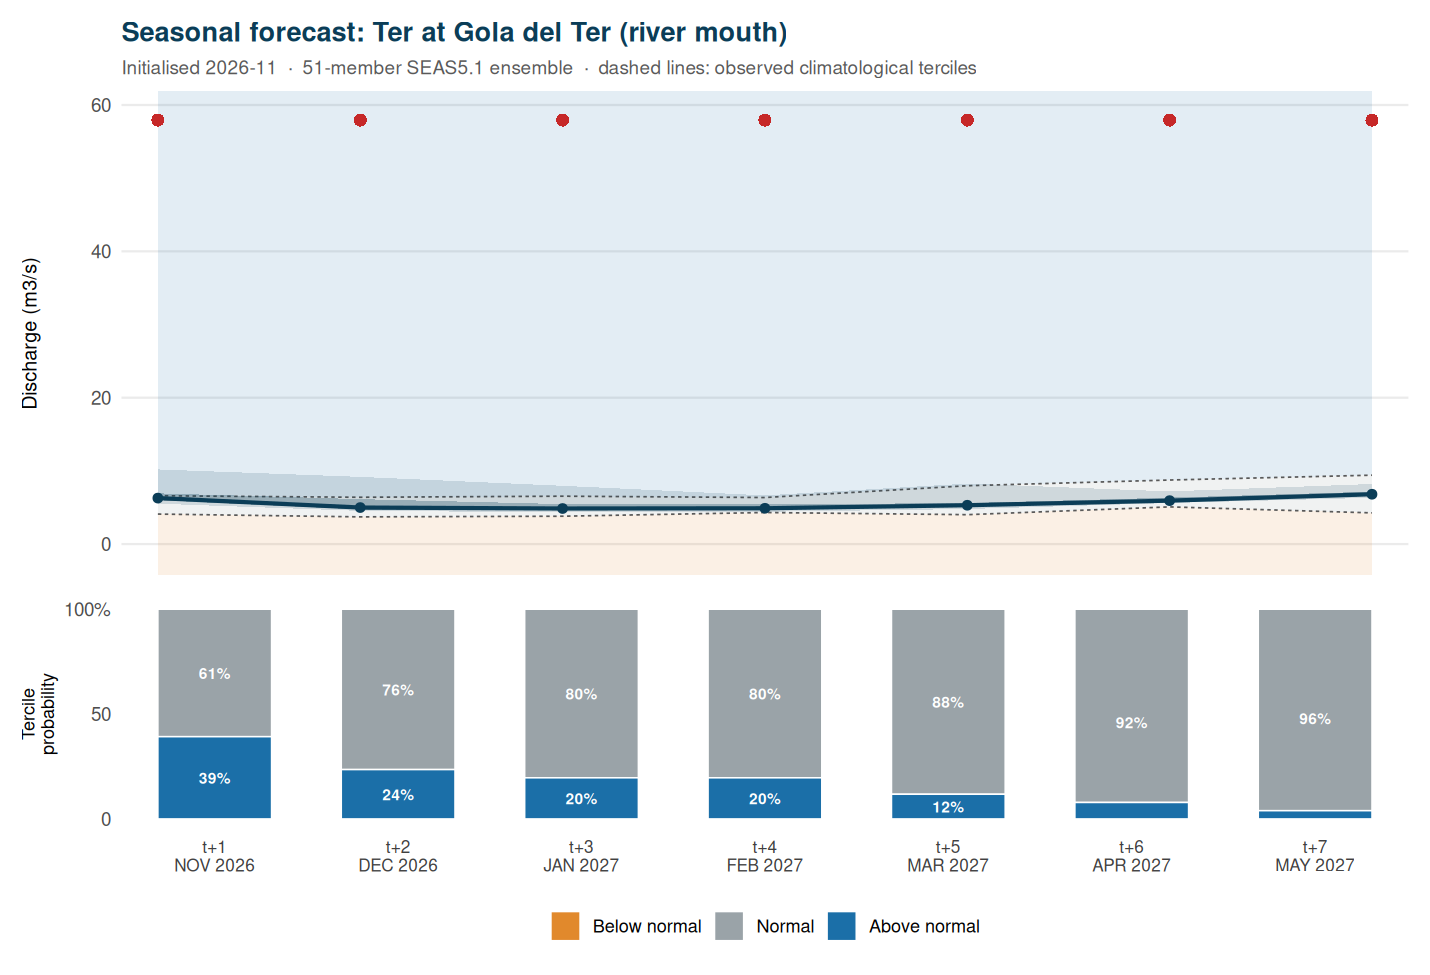 Seasonal forecast: Ter at Gola del Ter (river mouth)
Initialised 2026-11 · 51-member SEAS5.1 ensemble · dashed lines: observed climatological terciles
60
40
20
0
Discharge (m3/s)
100%
50
0
Tercile
probability
61%
76%
80%
80%
88%
92%
96%
39%
24%
20%
20%
12%
t+1
NOV 2026
t+2
DEC 2026
t+3
JAN 2027
t+4
FEB 2027
t+5
MAR 2027
t+6
APR 2027
t+7
MAY 2027
Below normal
Normal
Above normal